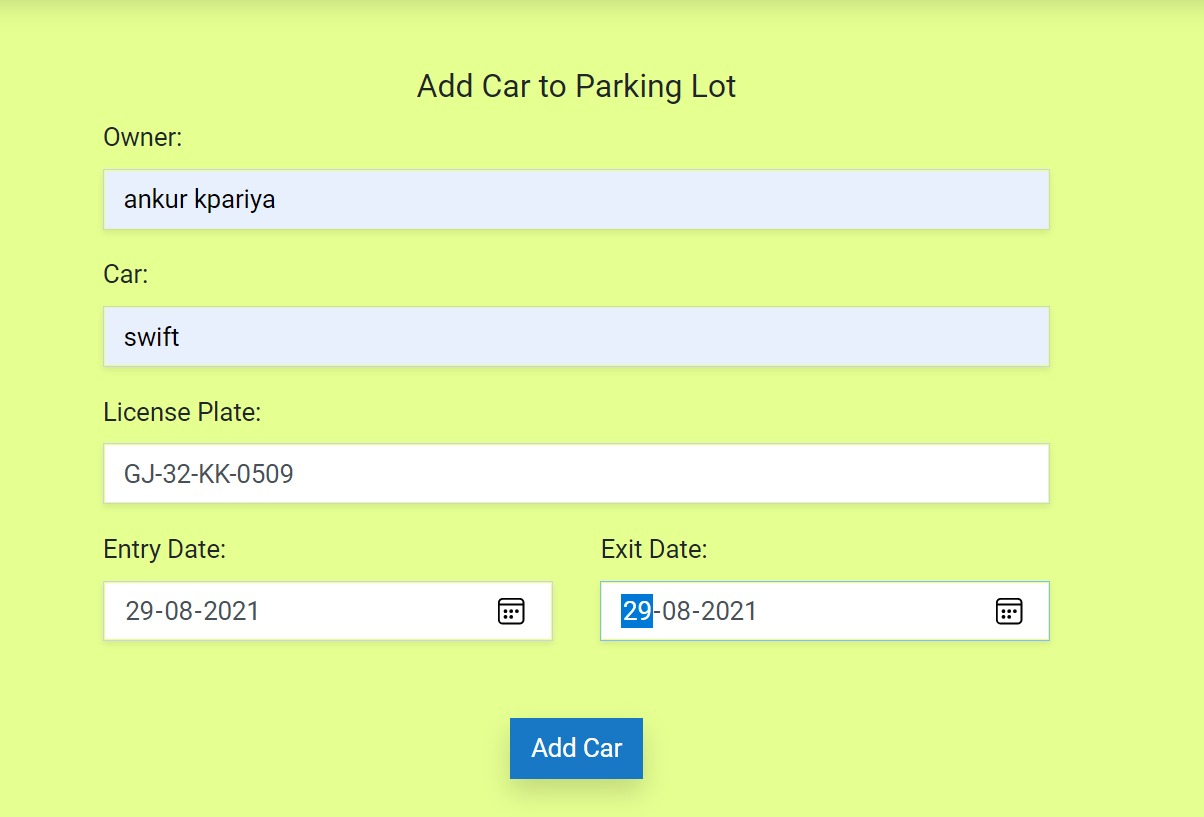 Add Car to Parking Lot
Owner:
ankur kpariya
Car:
swift
License Plate:
GJ-32-KK-0509
Entry Date: Exit Date:
29-08-2021 29-08-2021
Add Car